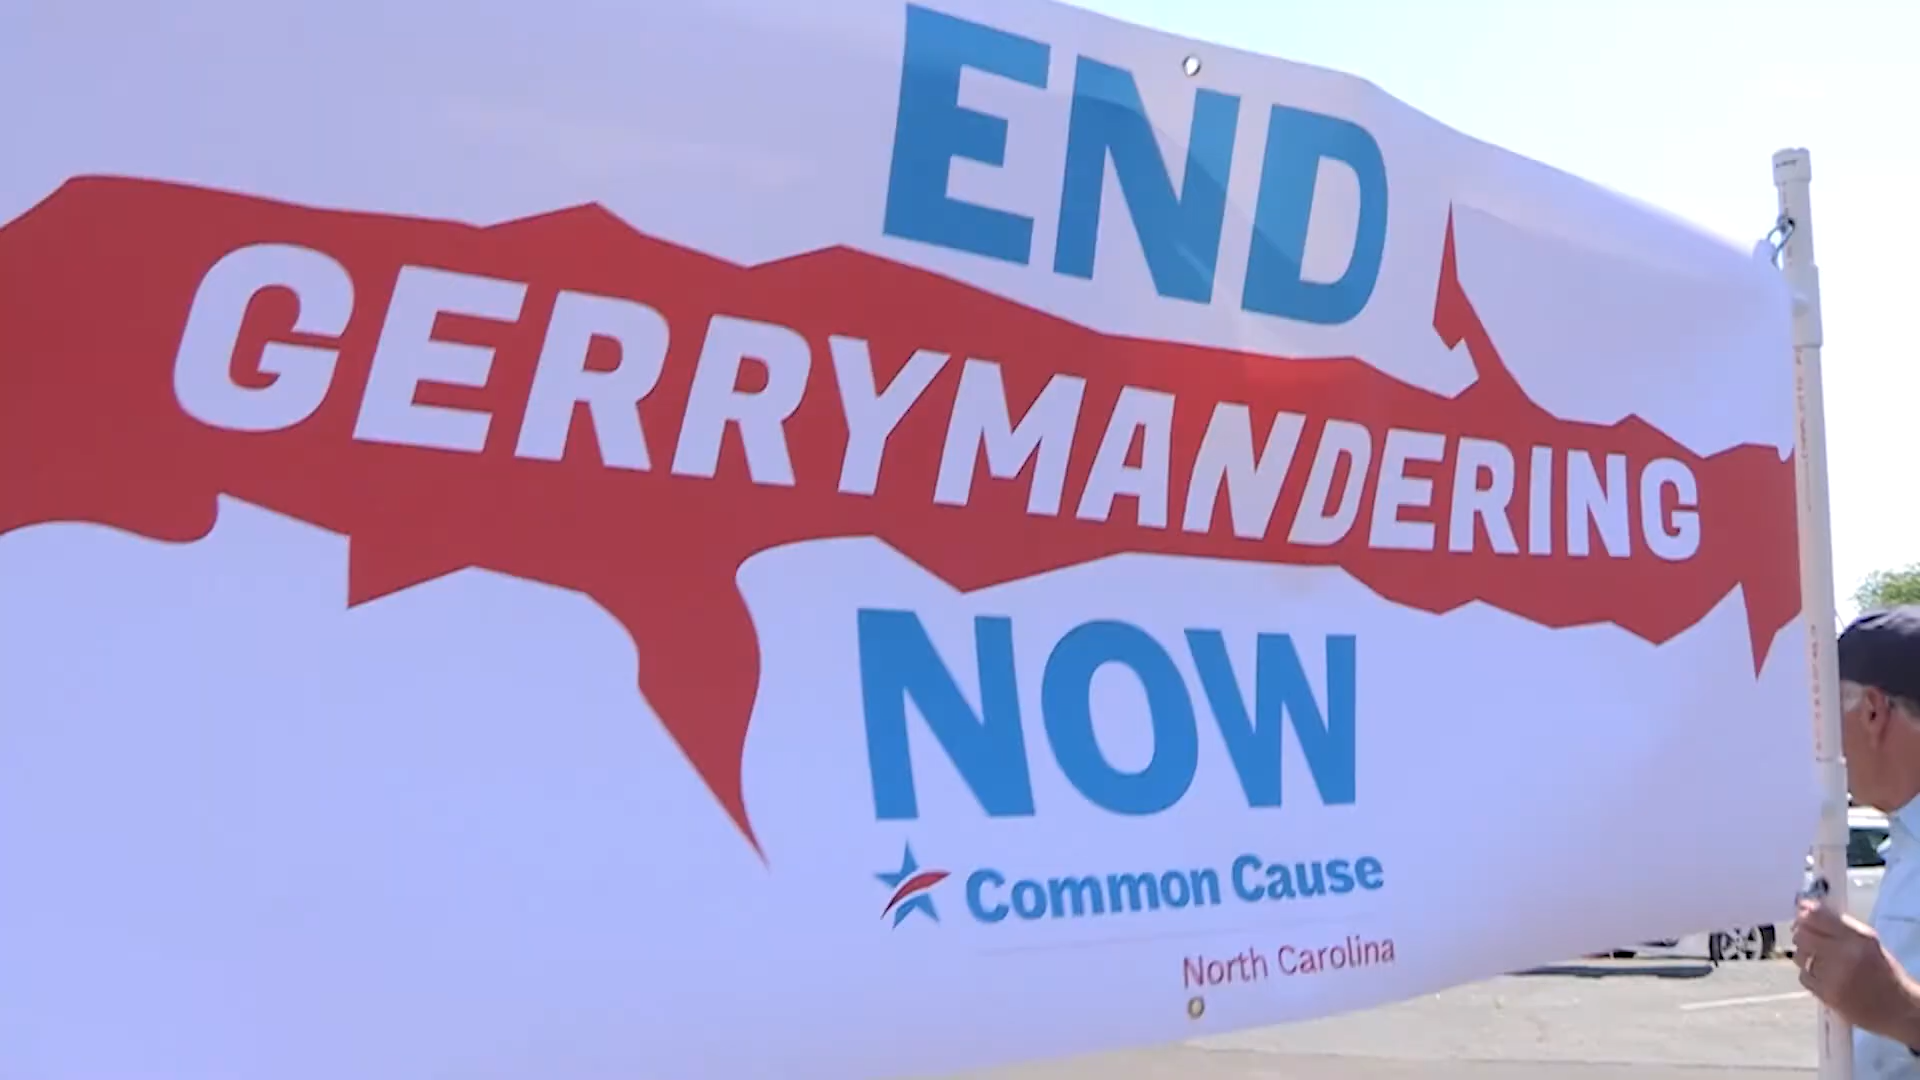 END
GERRYMANDERING
NOW
Common Cause
North Carolina